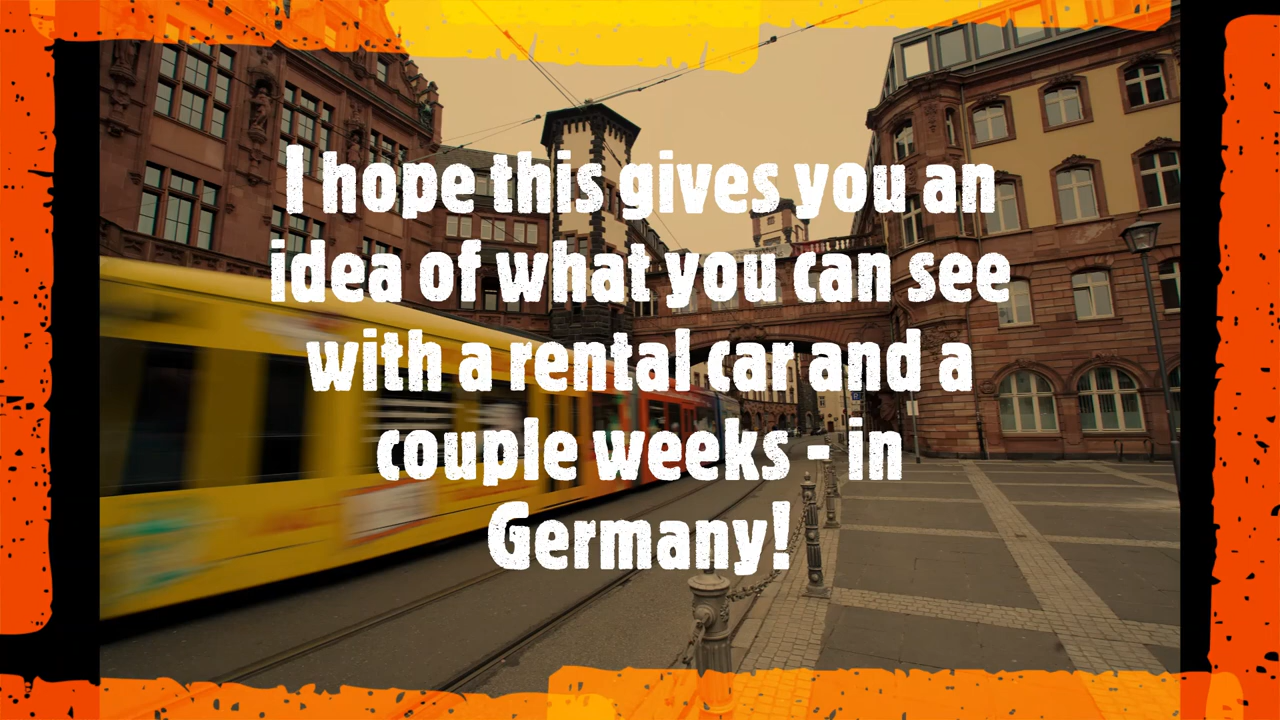 I hope this gives you an
idea of what you can see
with a rental car and a
couple weeks - in
Germany!